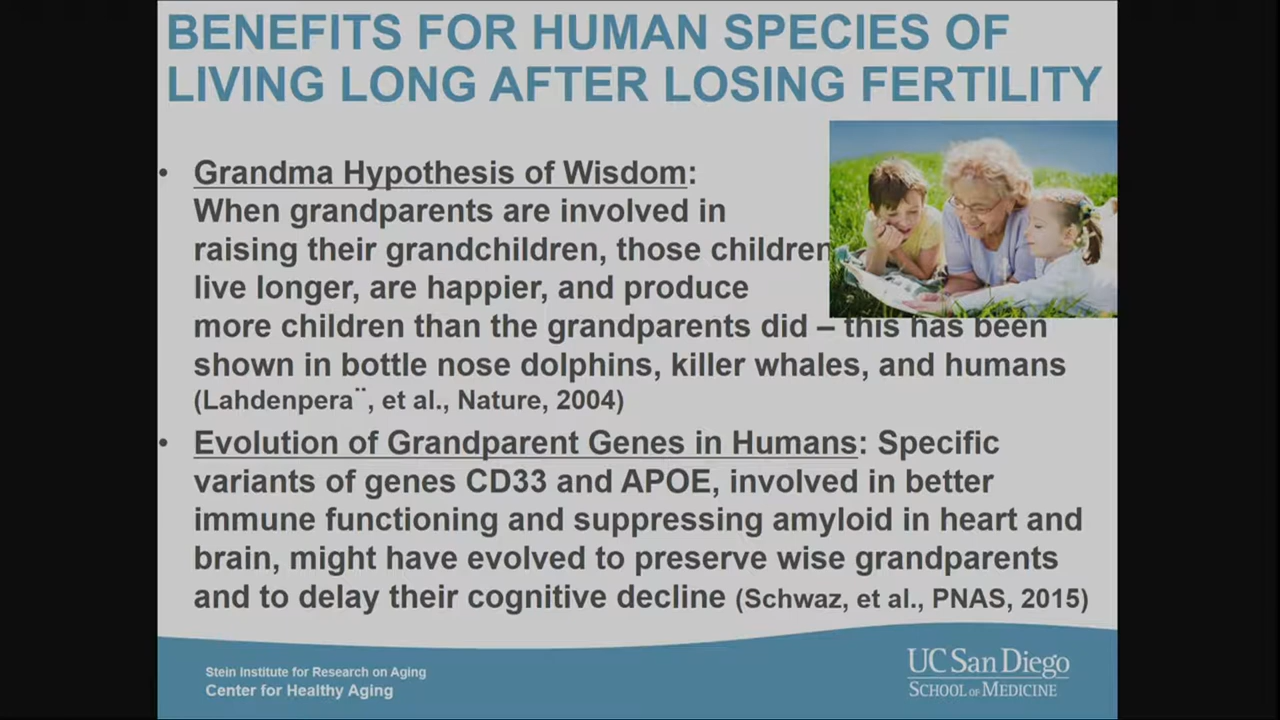 BENEFITS FOR HUMAN SPECIES OF
LIVING LONG AFTER LOSING FERTILITY
• Grandma Hypothesis of Wisdom:
When grandparents are involved in
raising their grandchildren, those children
live longer, are happier, and produce
more children than the grandparents did – this has been
shown in bottle nose dolphins, killer whales, and humans
(Lahdenpera¨, et al., Nature, 2004)
• Evolution of Grandparent Genes in Humans: Specific
variants of genes CD33 and APOE, involved in better
immune functioning and suppressing amyloid in heart and
brain, might have evolved to preserve wise grandparents
and to delay their cognitive decline (Schwaz, et al., PNAS, 2015)
Stein Institute for Research on Aging
Center for Healthy Aging
UC San Diego
SCHOOL OF MEDICINE